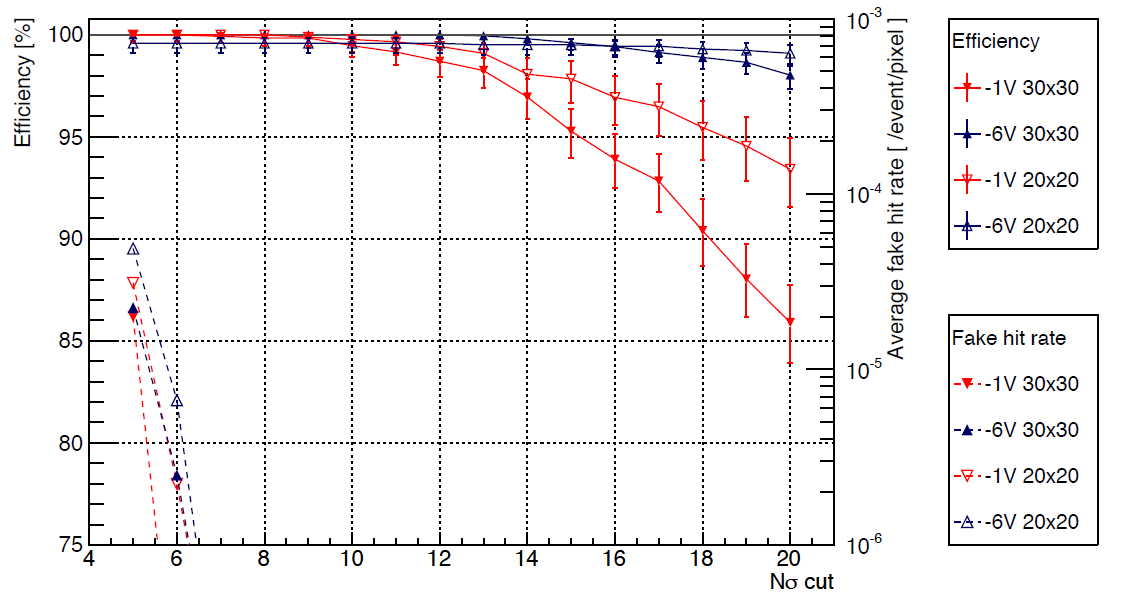 Efficiency [%]
100
95
90
85
80
75
4 6 8 10 12 14 16 18 20
Nσ cut
10-3
10-4
10-5
10-6
Average fake hit rate [ /event/pixel]
Efficiency
-1V 30x30
-6V 30x30
-1V 20x20
-6V 20x20
Fake hit rate
-1V 30x30
-6V 30x30
-1V 20x20
-6V 20x20